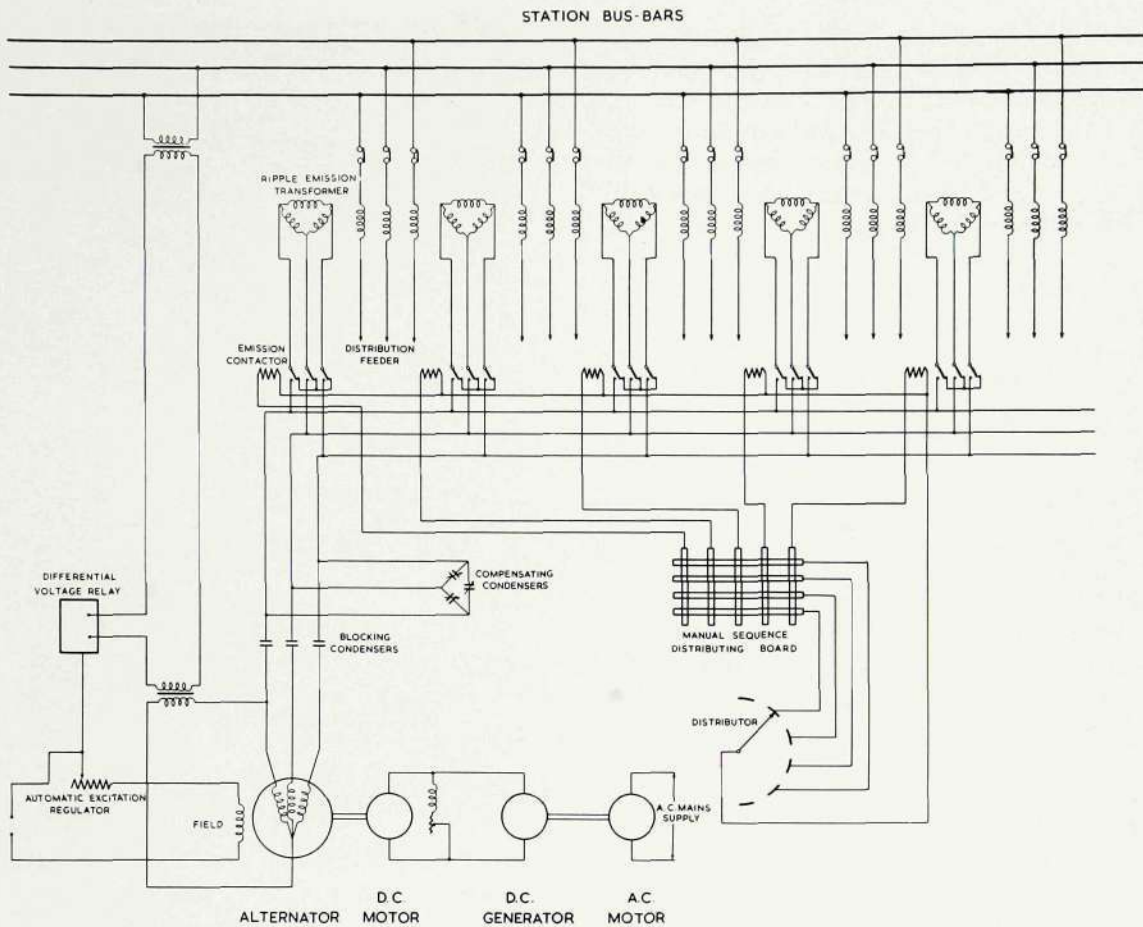 STATION BUS-BARS
RIPPLE EMISSION
TRANSFORMER
EMISSION
CONTACTOR
DISTRIBUTION
FEEDER
DIFFERENTIAL
VOLTAGE RELAY
COMPENSATING
CONDENSERS
BLOCKING
CONDENSERS
MANUAL SEQUENCE
DISTRIBUTING BOARD
DISTRIBUTOR
AUTOMATIC EXCITATION
REGULATOR
FIELD
A.C. MAINS
SUPPLY
ALTERNATOR
D.C.
MOTOR
D.C.
GENERATOR
A.C.
MOTOR